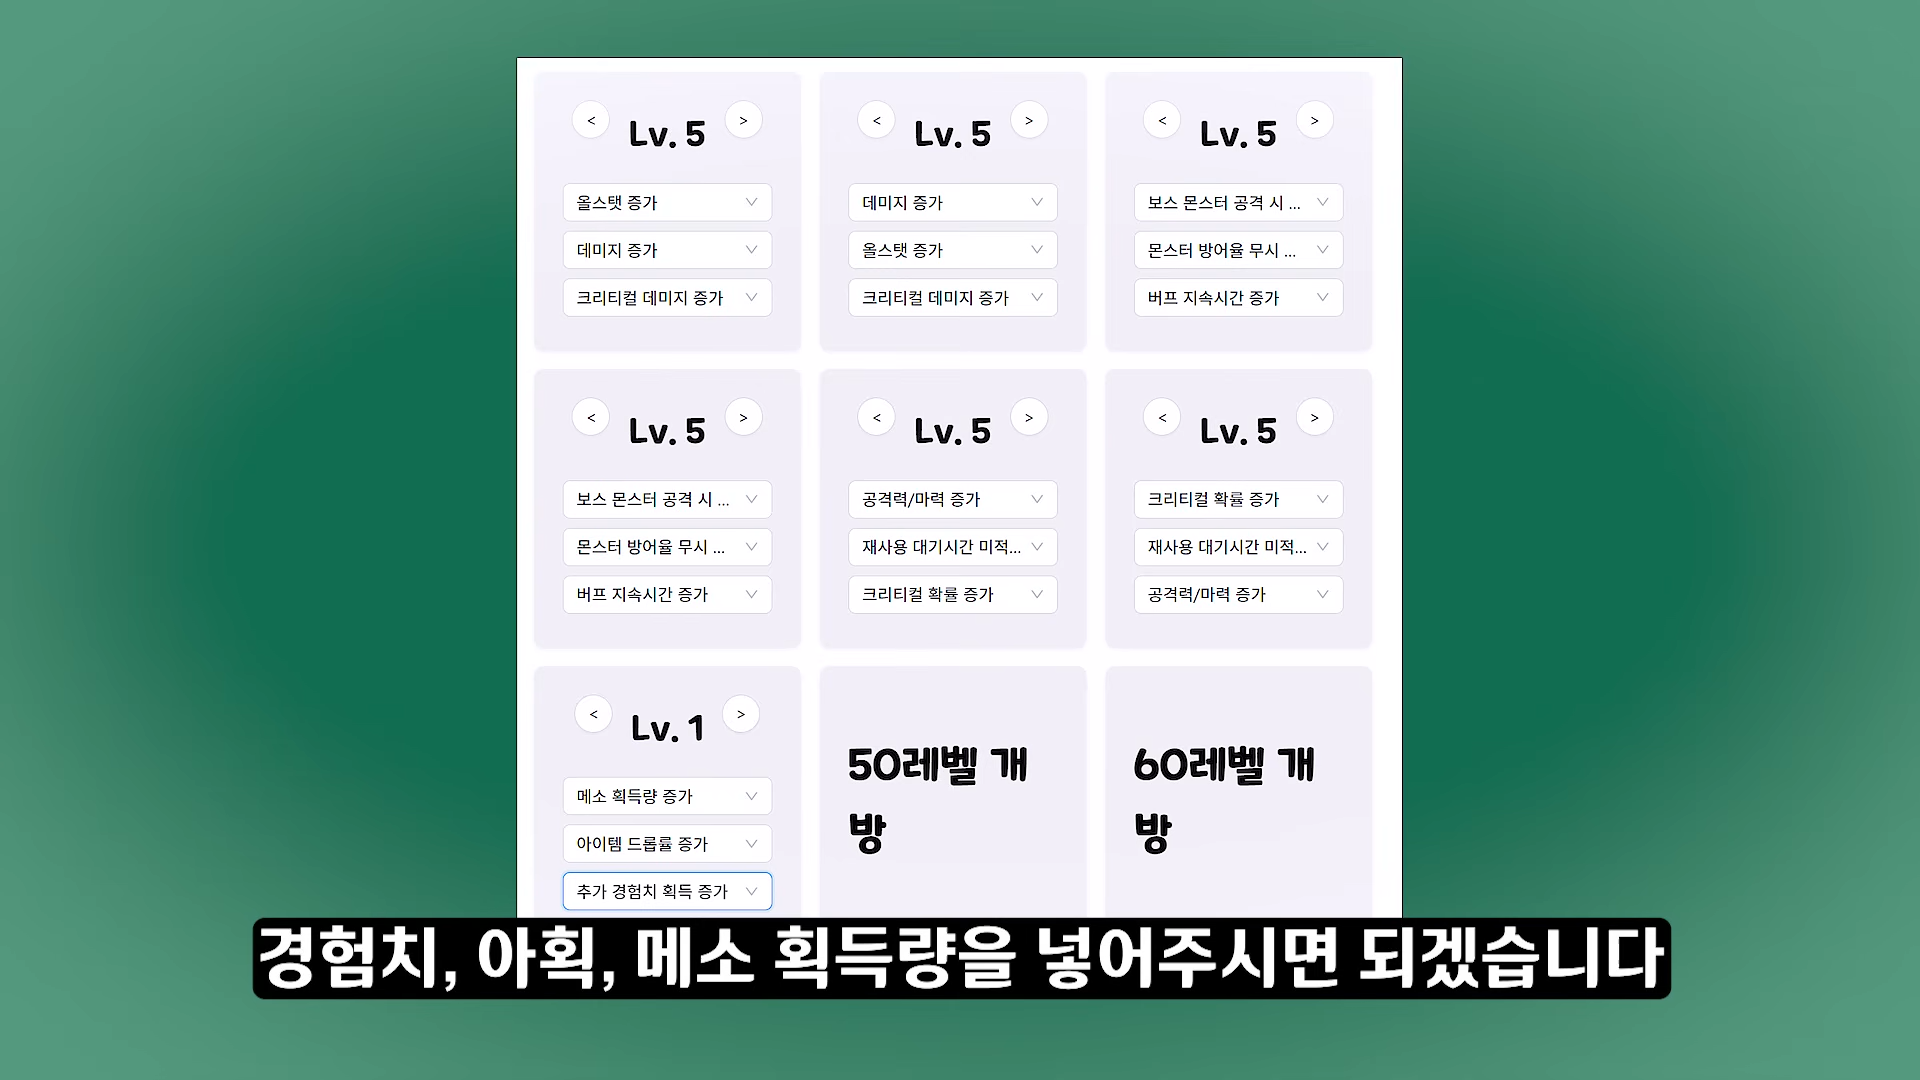 < Lv. 5 >
올스탯 증가
데미지 증가
크리티컬 데미지 증가
< Lv. 5 >
데미지 증가
올스탯 증가
크리티컬 데미지 증가
< Lv. 5 >
보스 몬스터 공격 시 ...
몬스터 방어율 무시 ...
버프 지속시간 증가
< Lv. 5 >
보스 몬스터 공격 시 ...
몬스터 방어율 무시 ...
버프 지속시간 증가
< Lv. 5 >
공격력/마력 증가
재사용 대기시간 미적...
크리티컬 확률 증가
< Lv. 5 >
크리티컬 확률 증가
재사용 대기시간 미적...
공격력/마력 증가
< Lv. 1 >
메소 획득량 증가
아이템 드롭률 증가
추가 경험치 획득 증가
50레벨 개
방
60레벨 개
방
경험치, 아획, 메소 획득량을 넣어주시면 되겠습니다